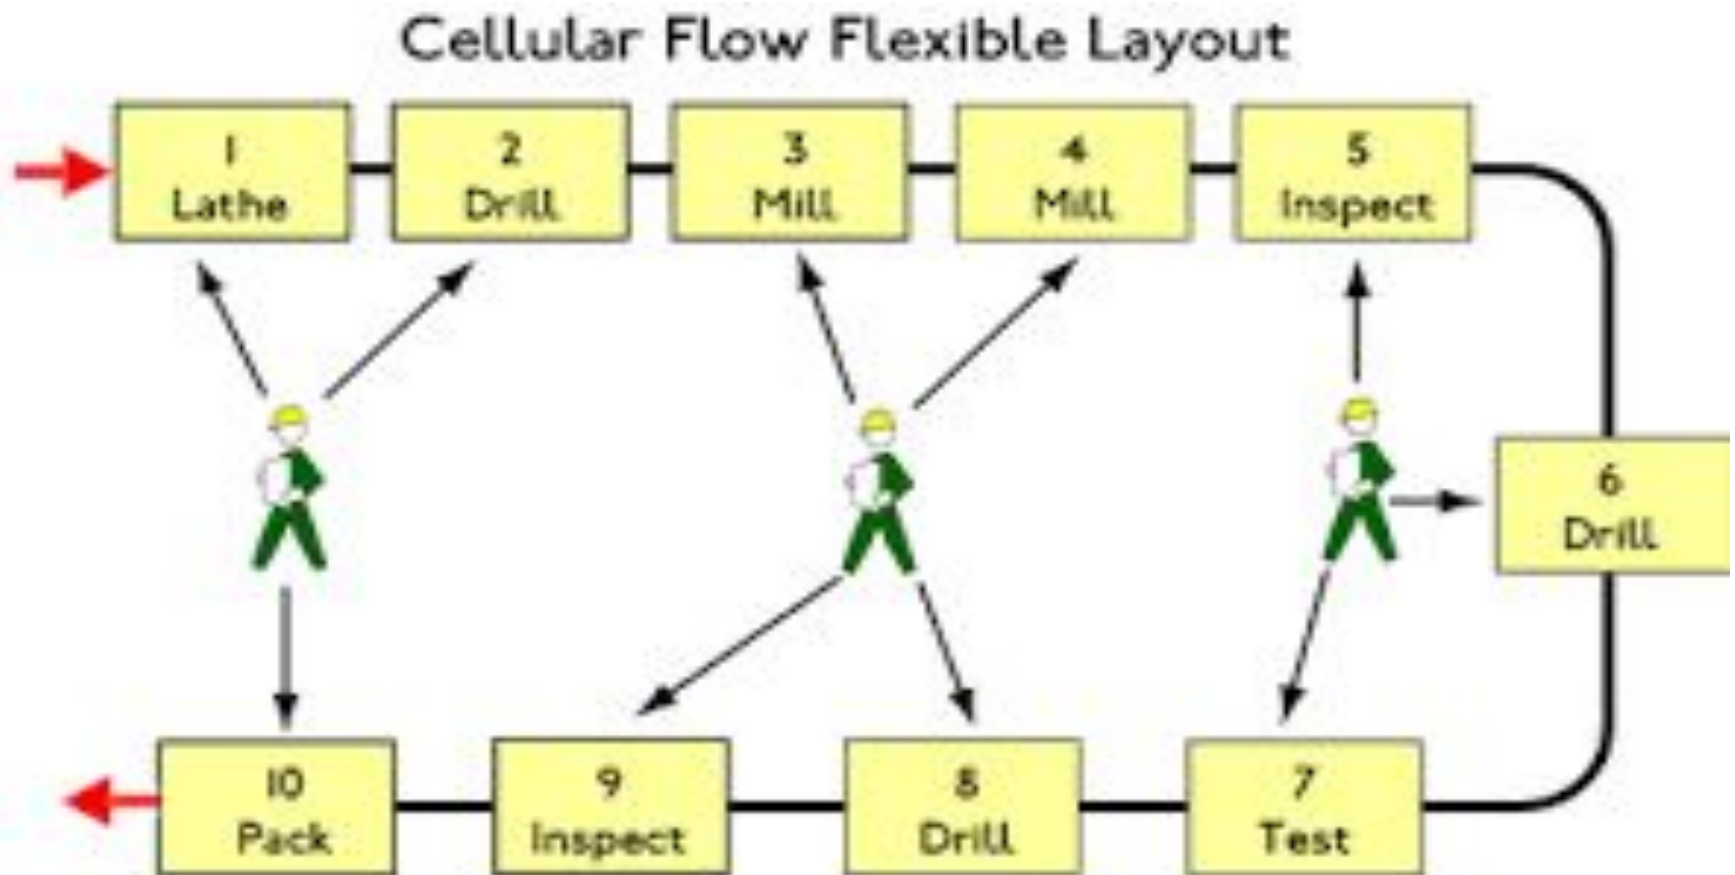 Cellular Flow Flexible Layout
1
Lathe
2
Drill
3
Mill
4
Mill
5
Inspect
6
Drill
10
Pack
9
Inspect
8
Drill
7
Test